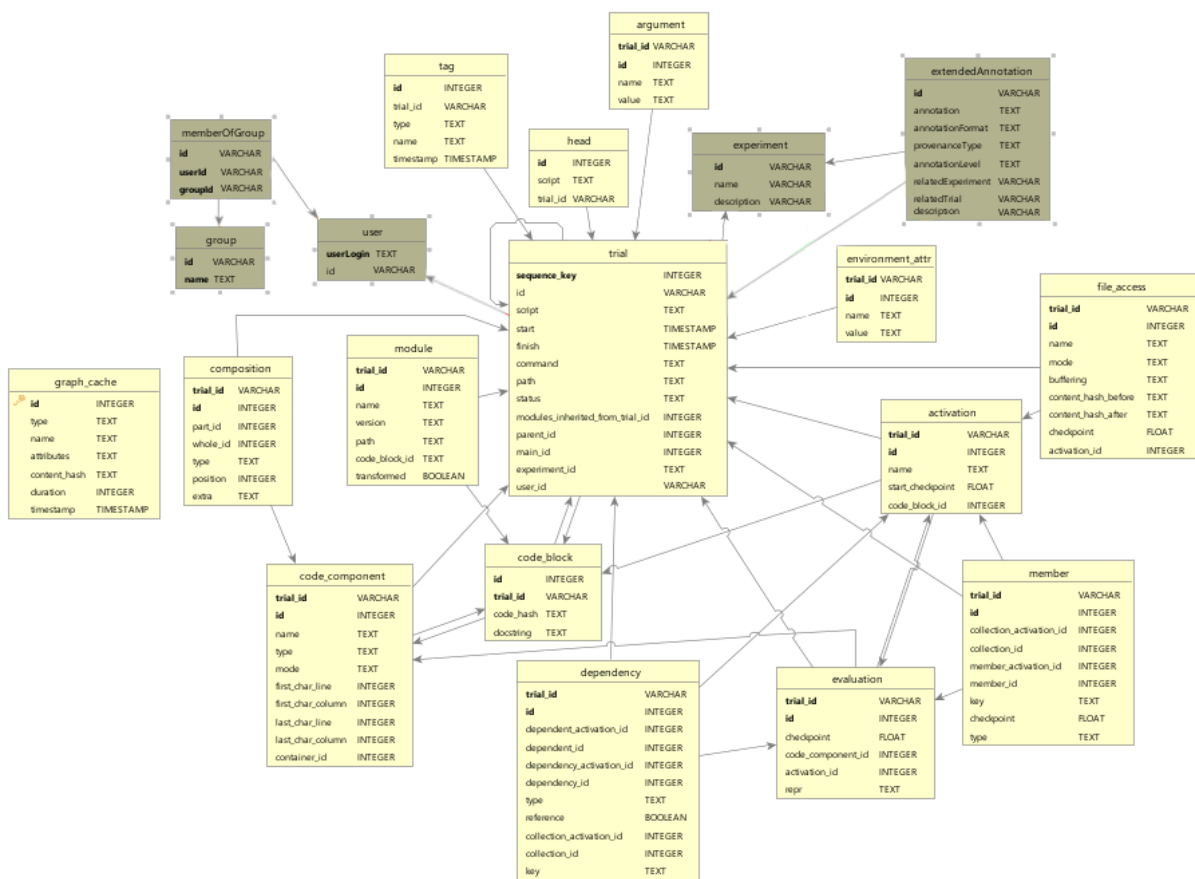 argument
trial_id VARCHAR
id INTEGER
name TEXT
value TEXT
tag
id INTEGER
trial_id VARCHAR
type TEXT
name TEXT
timestamp TIMESTAMP
extendedAnnotation
id VARCHAR
annotation TEXT
annotationFormat TEXT
provenanceType TEXT
annotationLevel TEXT
relatedExperiment VARCHAR
relatedTrial VARCHAR
description VARCHAR
memberOfGroup
id VARCHAR
userId VARCHAR
groupId VARCHAR
head
id INTEGER
script TEXT
trial_id VARCHAR
experiment
id VARCHAR
name VARCHAR
description VARCHAR
group
id VARCHAR
name TEXT
user
userLogin TEXT
id VARCHAR
trial
sequence_key INTEGER
id VARCHAR
script TEXT
start TIMESTAMP
finish TIMESTAMP
command TEXT
path TEXT
status TEXT
modules_inherited_from_trial_id INTEGER
parent_id INTEGER
main_id INTEGER
experiment_id TEXT
user_id VARCHAR
environment_attr
trial_id VARCHAR
id INTEGER
name TEXT
value TEXT
file_access
trial_id VARCHAR
id INTEGER
name TEXT
mode TEXT
buffering TEXT
content_hash_before TEXT
content_hash_after TEXT
checkpoint FLOAT
activation_id INTEGER
graph_cache
id INTEGER
type TEXT
name TEXT
attributes TEXT
content_hash TEXT
duration INTEGER
timestamp TIMESTAMP
composition
trial_id VARCHAR
id INTEGER
part_id INTEGER
whole_id INTEGER
type TEXT
position INTEGER
extra TEXT
module
trial_id VARCHAR
id INTEGER
name TEXT
version TEXT
path TEXT
code_block_id TEXT
transformed BOOLEAN
activation
trial_id VARCHAR
id INTEGER
name TEXT
start_checkpoint FLOAT
code_block_id INTEGER
code_block
id INTEGER
trial_id VARCHAR
code_hash TEXT
docstring TEXT
code_component
trial_id VARCHAR
id INTEGER
name TEXT
type TEXT
mode TEXT
first_char_line INTEGER
first_char_column INTEGER
last_char_line INTEGER
last_char_column INTEGER
container_id INTEGER
member
trial_id VARCHAR
id INTEGER
collection_activation_id INTEGER
collection_id INTEGER
member_activation_id INTEGER
member_id INTEGER
key TEXT
checkpoint FLOAT
type TEXT
dependency
trial_id VARCHAR
id INTEGER
dependent_activation_id INTEGER
dependent_id INTEGER
dependency_activation_id INTEGER
dependency_id INTEGER
type TEXT
reference BOOLEAN
collection_activation_id INTEGER
collection_id INTEGER
key TEXT
evaluation
trial_id VARCHAR
id INTEGER
checkpoint FLOAT
code_component_id INTEGER
activation_id INTEGER
repr TEXT